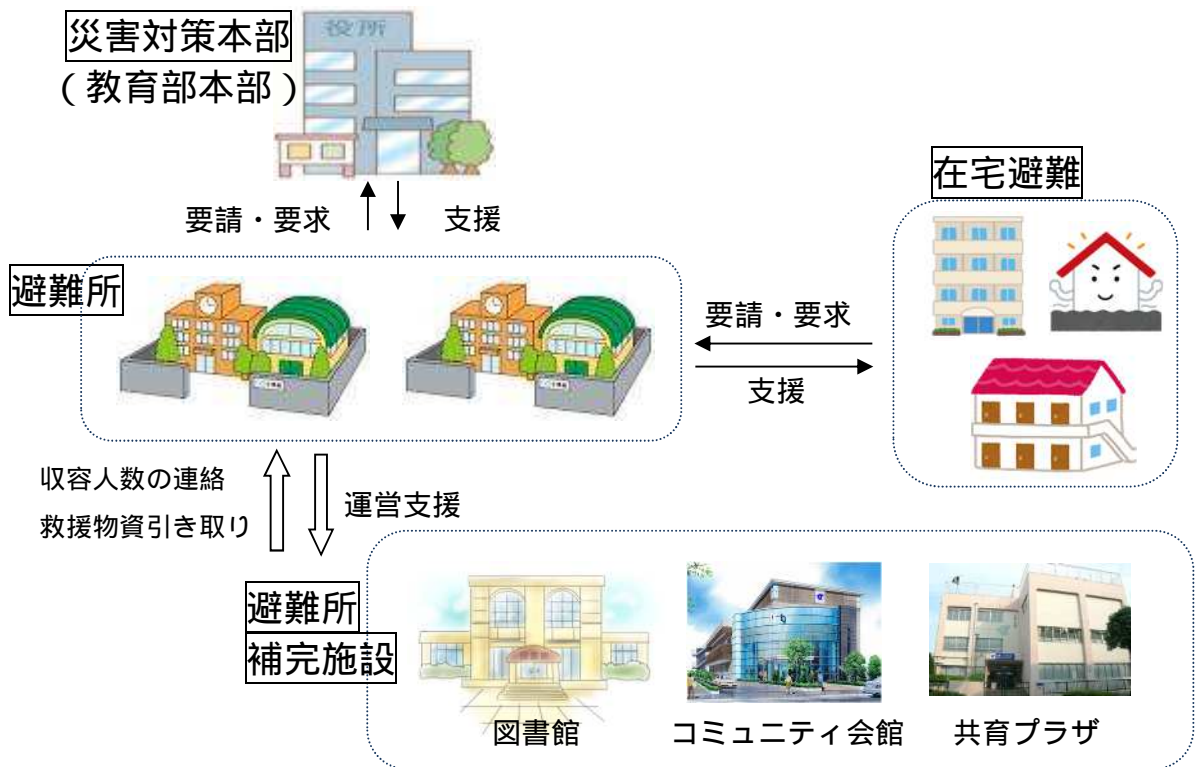 役所
災害対策本部
(教育部本部)
要請・要求
支援
在宅避難
避難所
要請・要求
支援
収容人数の連絡
救援物資引き取り
運営支援
避難所
補完施設
図書館
コミュニティ会館
共育プラザ